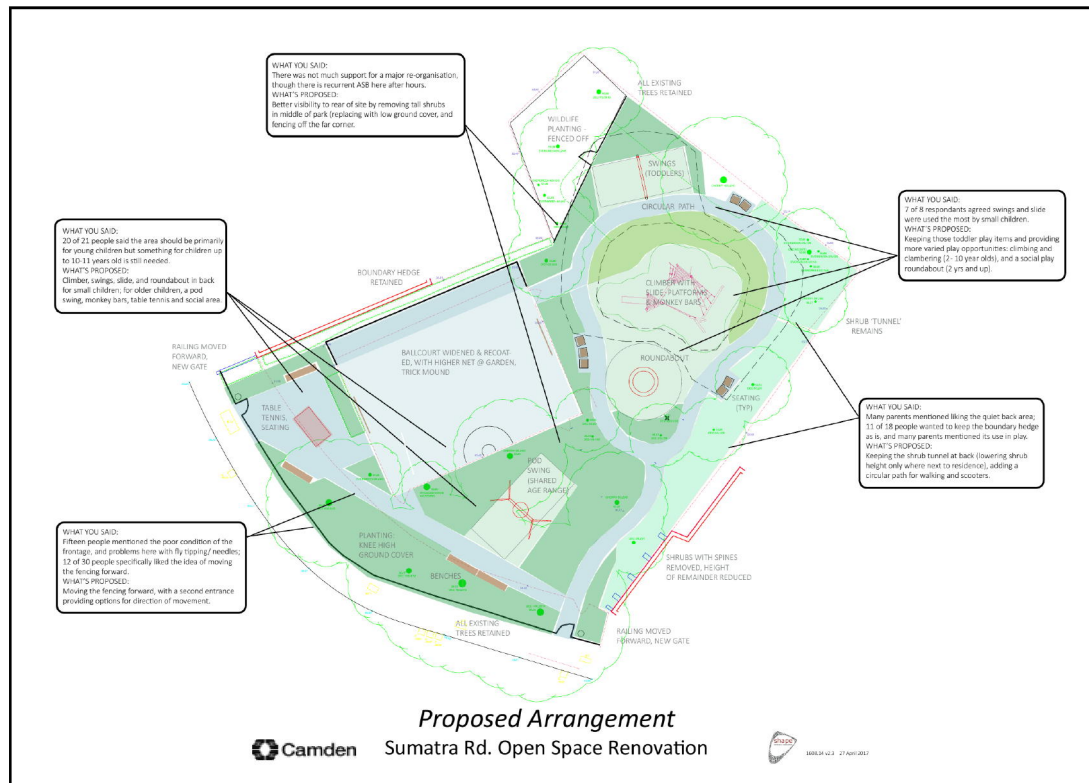 WHAT YOU SAID:
There was not much support for a major re-organisation,
though there is recurrent ASB here after hours.
WHAT'S PROPOSED:
Better visibility to rear of site by removing tall shrubs
in middle of park (replacing with low ground cover, and
fencing off the far corner.
ALL EXISTING
TREES RETAINED
WILDLIFE
PLANTING -
FENCED OFF
SWINGS
(TODDLERS)
CIRCULAR PATH
WHAT YOU SAID:
7 of 8 respondants agreed swings and slide
were used the most by small children.
WHAT'S PROPOSED:
Keeping those toddler play items and providing
more varied play opportunities: climbing and
clambering (2- 10 year olds), and a social play
roundabout (2 yrs and up).
WHAT YOU SAID:
20 of 21 people said the area should be primarily
for young children but something for children up
to 10-11 years old is still needed.
WHAT'S PROPOSED:
Climber, swings, slide, and roundabout in back
for small children; for older children, a pod
swing, monkey bars, table tennis and social area.
BOUNDARY HEDGE
RETAINED
CLIMBER WITH
SLIDE, PLATFORMS
& MONKEY BARS
SHRUB 'TUNNEL'
REMAINS
RAILING MOVED
FORWARD,
NEW GATE
BALLCOURT WIDENED & RECOAT-
ED, WITH HIGHER NET @ GARDEN,
TRICK MOUND
ROUNDABOUT
SEATING
(TYP)
TABLE
TENNIS,
SEATING
WHAT YOU SAID:
Many parents mentioned liking the quiet back area;
11 of 18 people wanted to keep the boundary hedge
as is, and many parents mentioned its use in play.
WHAT'S PROPOSED:
Keeping the shrub tunnel at back (lowering shrub
height only where next to residence), adding a
circular path for walking and scooters.
POD
SWING
(SHARED
AGE RANGE)
WHAT YOU SAID:
Fifteen people mentioned the poor condition of the
frontage, and problems here with fly tipping/ needles;
12 of 30 people specifically liked the idea of moving
the fencing forward.
WHAT'S PROPOSED:
Moving the fencing forward, with a second entrance
providing options for direction of movement.
PLANTING:
KNEE HIGH
GROUND COVER
BENCHES
SHRUBS WITH SPINES
REMOVED, HEIGHT
OF REMAINDER REDUCED
ALL EXISTING
TREES RETAINED
RAILING MOVED
FORWARD, NEW GATE
Proposed Arrangement
Camden
Sumatra Rd. Open Space Renovation
shape
1608.04 v2.3 27 April 2017